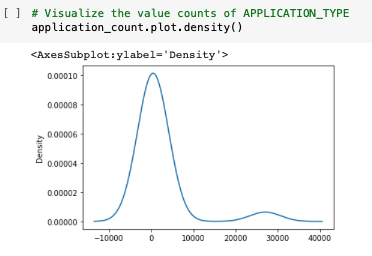 [ ] # Visualize the value counts of APPLICATION_TYPE
application_count.plot.density()
<AxesSubplot:ylabel='Density'>
0.00010
0.00008
0.00006
0.00004
0.00002
0.00000
Density
−10000 0 10000 20000 30000 40000